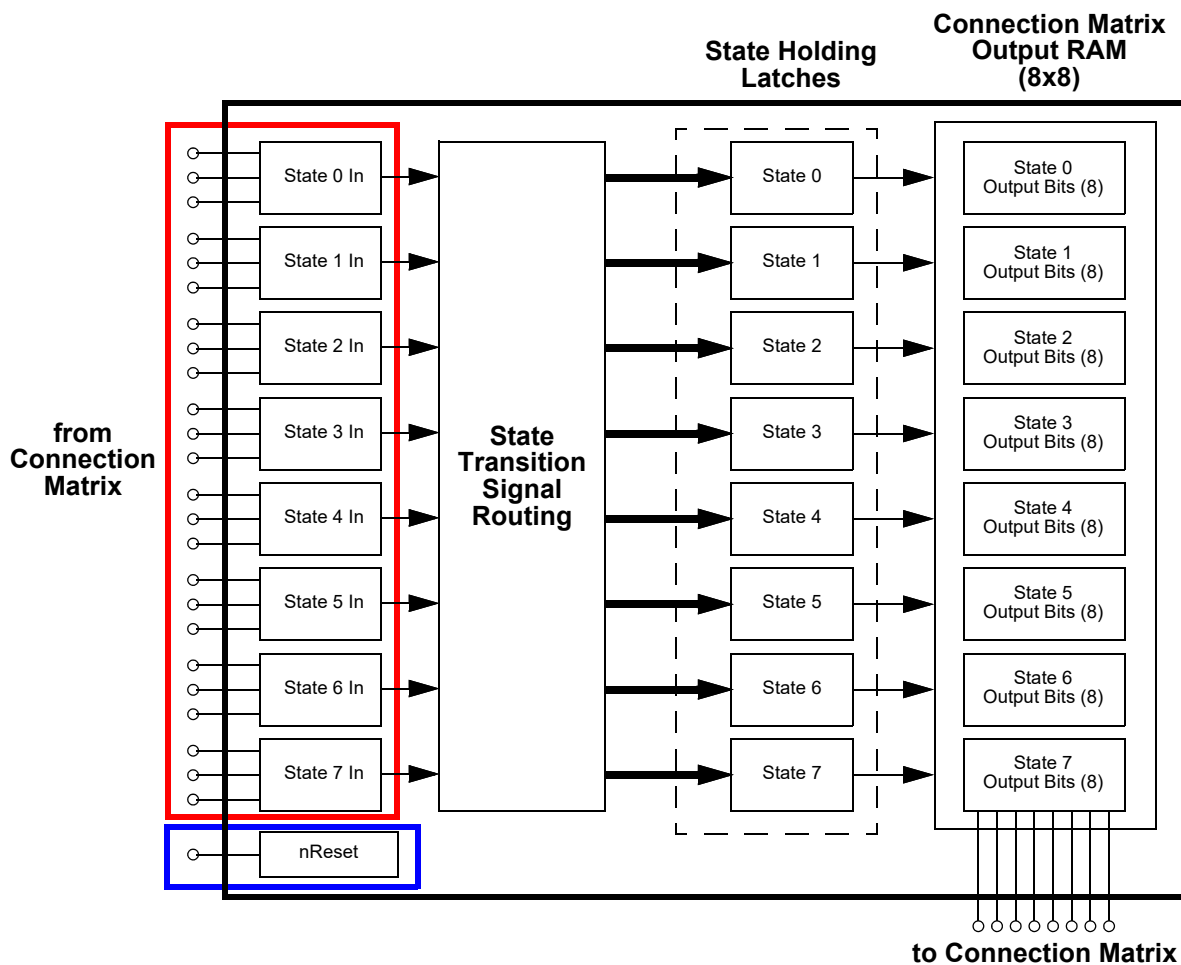 Connection Matrix
Output RAM
(8x8)
State Holding
Latches
from
Connection
Matrix
State 0 In
State 1 In
State 2 In
State 3 In
State 4 In
State 5 In
State 6 In
State 7 In
nReset
State
Transition
Signal
Routing
State 0
State 1
State 2
State 3
State 4
State 5
State 6
State 7
State 0
Output Bits (8)
State 1
Output Bits (8)
State 2
Output Bits (8)
State 3
Output Bits (8)
State 4
Output Bits (8)
State 5
Output Bits (8)
State 6
Output Bits (8)
State 7
Output Bits (8)
to Connection Matrix